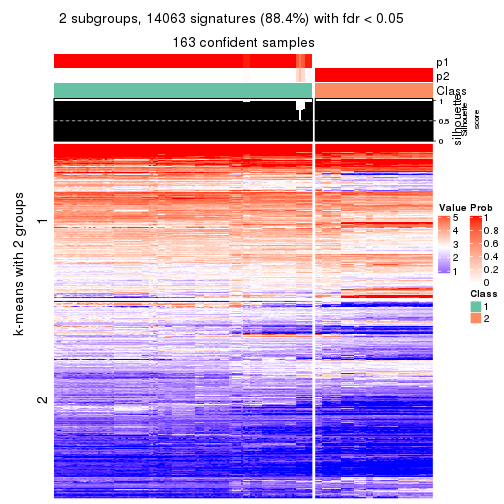 2 subgroups, 14063 signatures (88.4%) with fdr < 0.05
163 confident samples
p1
p2
Class
silhouette
1
0.5
0
Silhouette
score
k-means with 2 groups
1
2
Value
5
4
3
2
1
Prob
1
0.8
0.6
0.4
0.2
0
Class
1
2